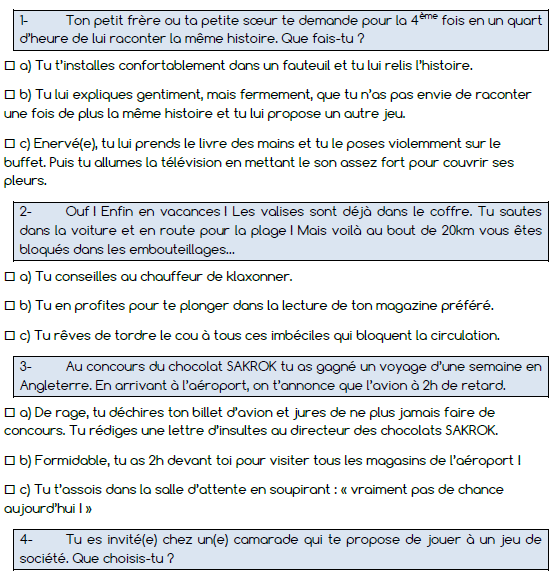 1- Ton petit frère ou ta petite sœur te demande pour la 4ème fois en un quart
d'heure de lui raconter la même histoire. Que fais-tu ?
☐ a) Tu t'installes confortablement dans un fauteuil et tu lui relis l'histoire.
☐ b) Tu lui expliques gentiment, mais fermement, que tu n'as pas envie de raconter
une fois de plus la même histoire et tu lui propose un autre jeu.
☐ c) Enervé(e), tu lui prends le livre des mains et tu le poses violemment sur le
buffet. Puis tu allumes la télévision en mettant le son assez fort pour couvrir ses
pleurs.
2- Ouf ! Enfin en vacances ! Les valises sont déjà dans le coffre. Tu sautes
dans la voiture et en route pour la plage ! Mais voilà au bout de 20km vous êtes
bloqués dans les embouteillages...
☐ a) Tu conseilles au chauffeur de klaxonner.
☐ b) Tu en profites pour te plonger dans la lecture de ton magazine préféré.
☐ c) Tu rêves de tordre le cou à tous ces imbéciles qui bloquent la circulation.
3- Au concours du chocolat SAKROK tu as gagné un voyage d'une semaine en
Angleterre. En arrivant à l'aéroport, on t'annonce que l'avion à 2h de retard.
☐ a) De rage, tu déchires ton billet d'avion et jures de ne plus jamais faire de
concours. Tu rédiges une lettre d'insultes au directeur des chocolats SAKROK.
☐ b) Formidable, tu as 2h devant toi pour visiter tous les magasins de l'aéroport !
☐ c) Tu t'assois dans la salle d'attente en soupirant : « vraiment pas de chance
aujourd'hui ! »
4- Tu es invité(e) chez un(e) camarade qui te propose de jouer à un jeu de
société. Que choisis-tu ?